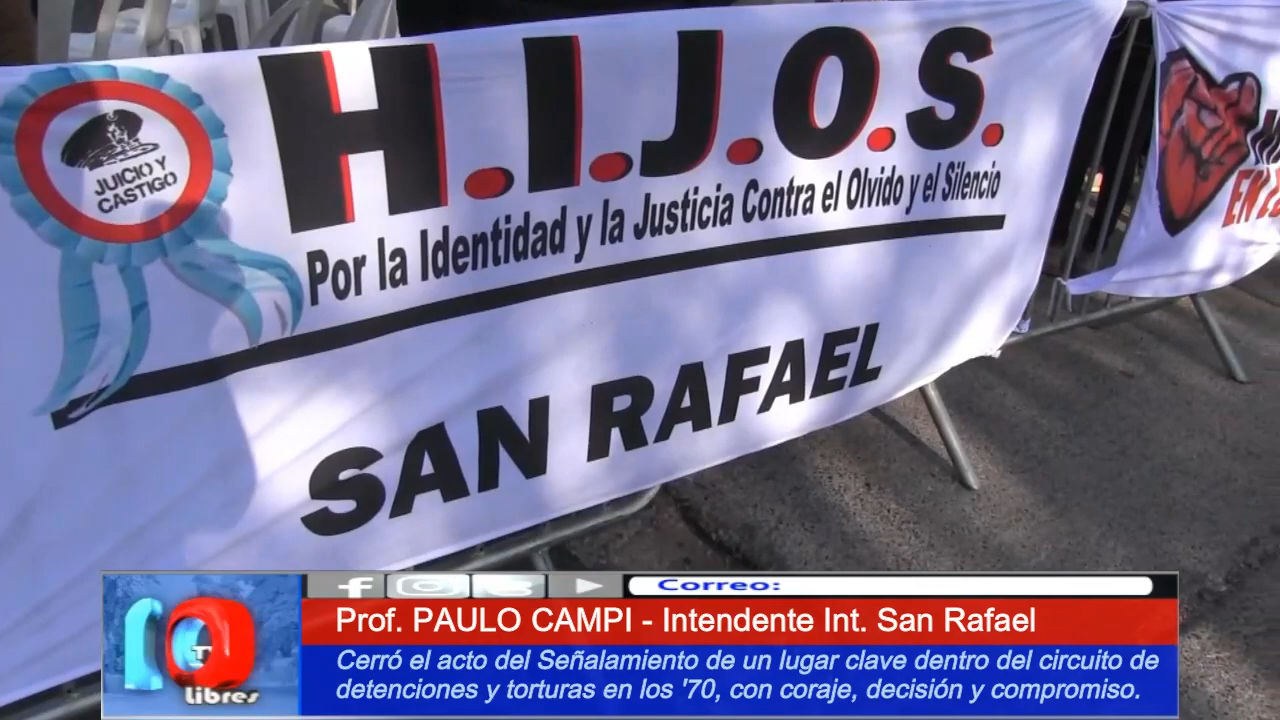 H.I.J.O.S.
Por la Identidad y la Justicia Contra el Olvido y el Silencio
JUICIO Y
CASTIGO
SAN RAFAEL
Correo:
Prof. PAULO CAMPI - Intendente Int. San Rafael
Cerró el acto del Señalamiento de un lugar clave dentro del circuito de
detenciones y torturas en los '70, con coraje, decisión y compromiso.
TV
libres